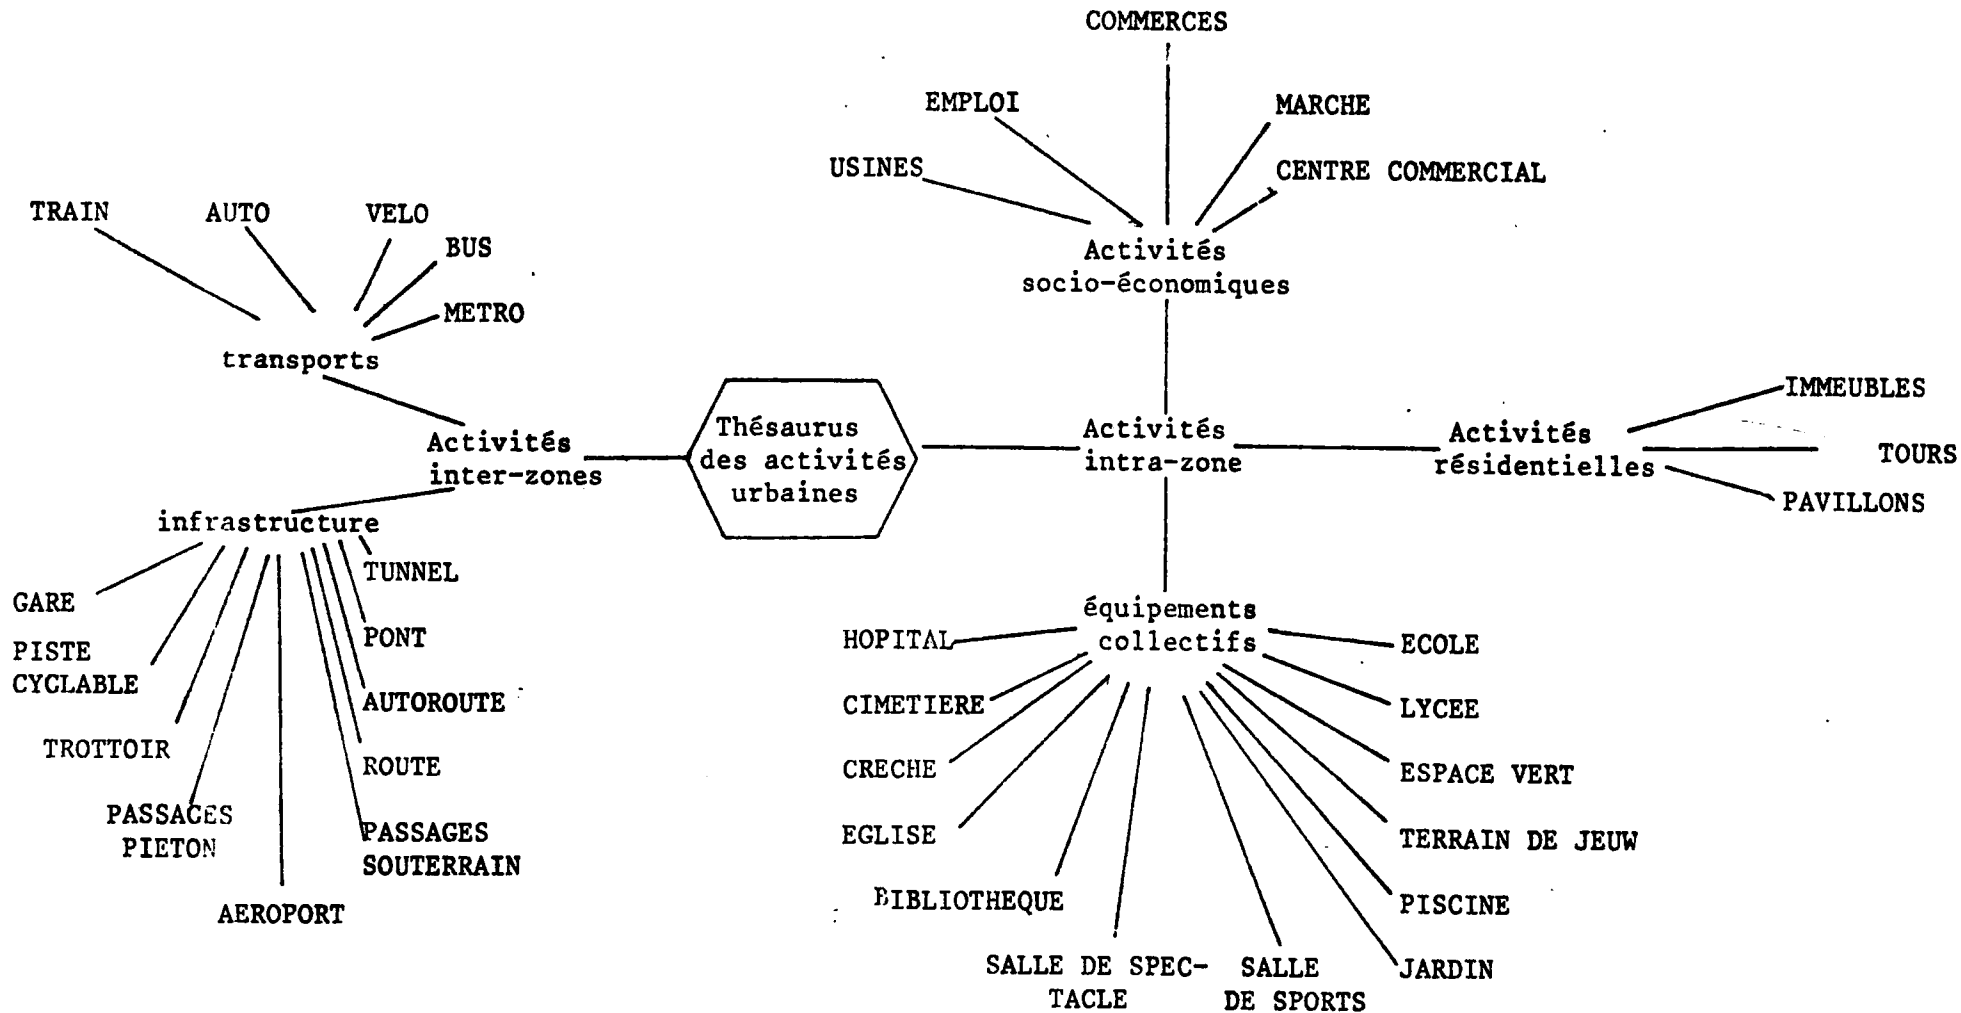 COMMERCES
EMPLOI
MARCHE
USINES
CENTRE COMMERCIAL
Activités
socio-économiques
TRAIN
AUTO
VELO
BUS
METRO
transports
Activités
inter-zones
Thésaurus
des activités
urbaines
Activités
intra-zone
Activités
résidentielles
IMMEUBLES
TOURS
PAVILLONS
infrastructure
TUNNEL
GARE
PONT
PISTE
CYCLABLE
AUTOROUTE
TROTTOIR
ROUTE
PASSAGES
PIETON
PASSAGES
SOUTERRAIN
AEROPORT
équipements
collectifs
HOPITAL
ECOLE
CIMETIERE
LYCEE
CRECHE
ESPACE VERT
EGLISE
TERRAIN DE JEUW
BIBLIOTHEQUE
PISCINE
SALLE DE SPEC-
TACLE
SALLE
DE SPORTS
JARDIN